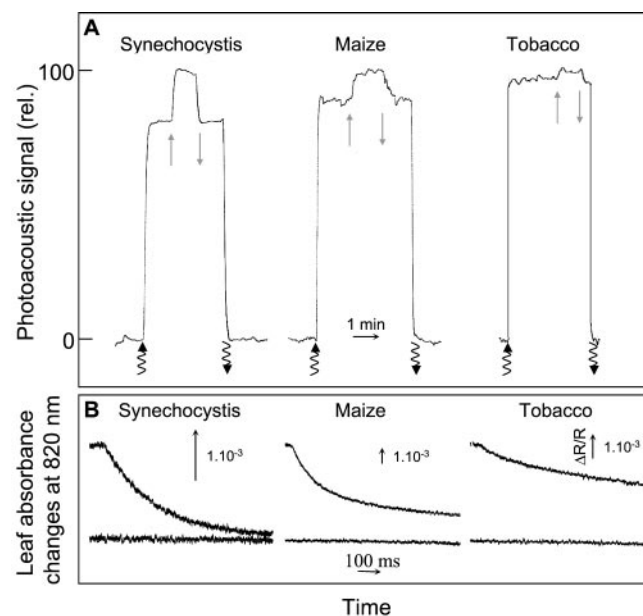 A
Synechocystis
Maize
Tobacco
Photoacoustic signal (rel.)
100
0
1 min
B
Synechocystis
Maize
Tobacco
Leaf absorbance
changes at 820 nm
1.10⁻³
1.10⁻³
ΔR/R
1.10⁻³
100 ms
Time